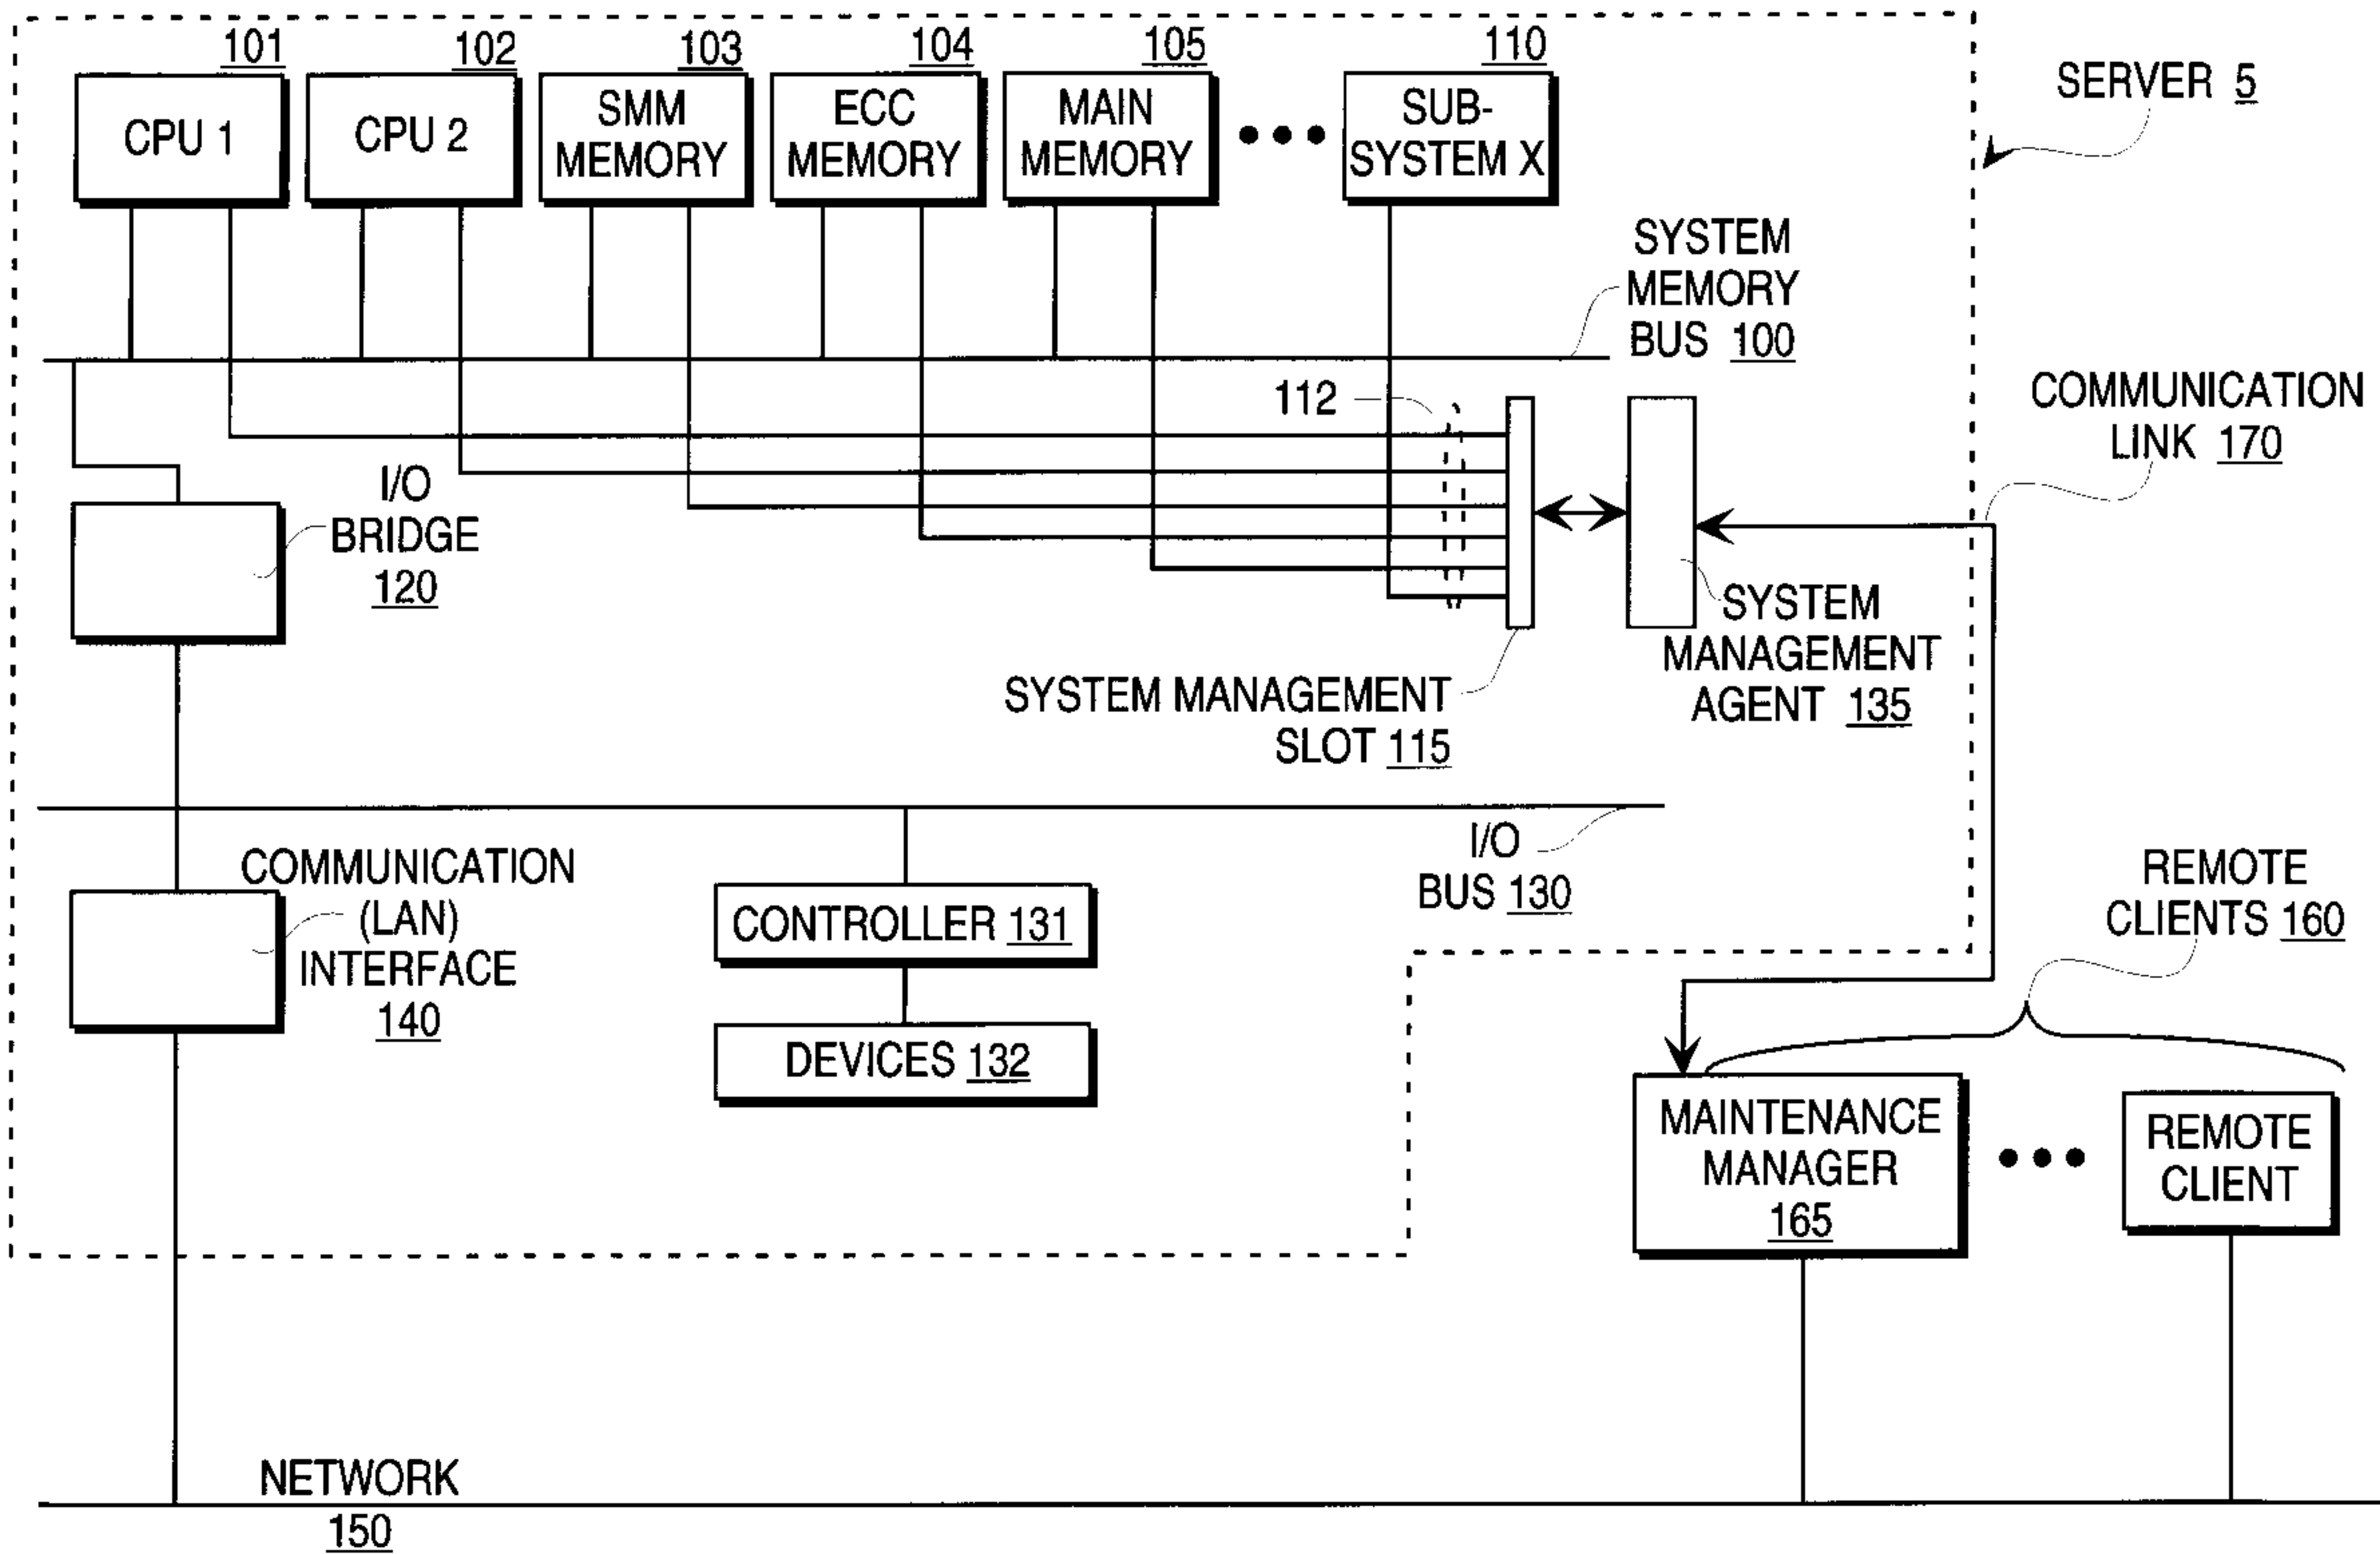 101
102
103
104
105
110
CPU 1
CPU 2
SMM
MEMORY
ECC
MEMORY
MAIN
MEMORY
SUB-
SYSTEM X
SERVER 5
SYSTEM
MEMORY
BUS 100
112
COMMUNICATION
LINK 170
I/O
BRIDGE
120
SYSTEM
MANAGEMENT
AGENT 135
SYSTEM MANAGEMENT
SLOT 115
I/O
BUS 130
COMMUNICATION
(LAN)
INTERFACE
140
CONTROLLER 131
DEVICES 132
REMOTE
CLIENTS 160
MAINTENANCE
MANAGER
165
REMOTE
CLIENT
NETWORK
150